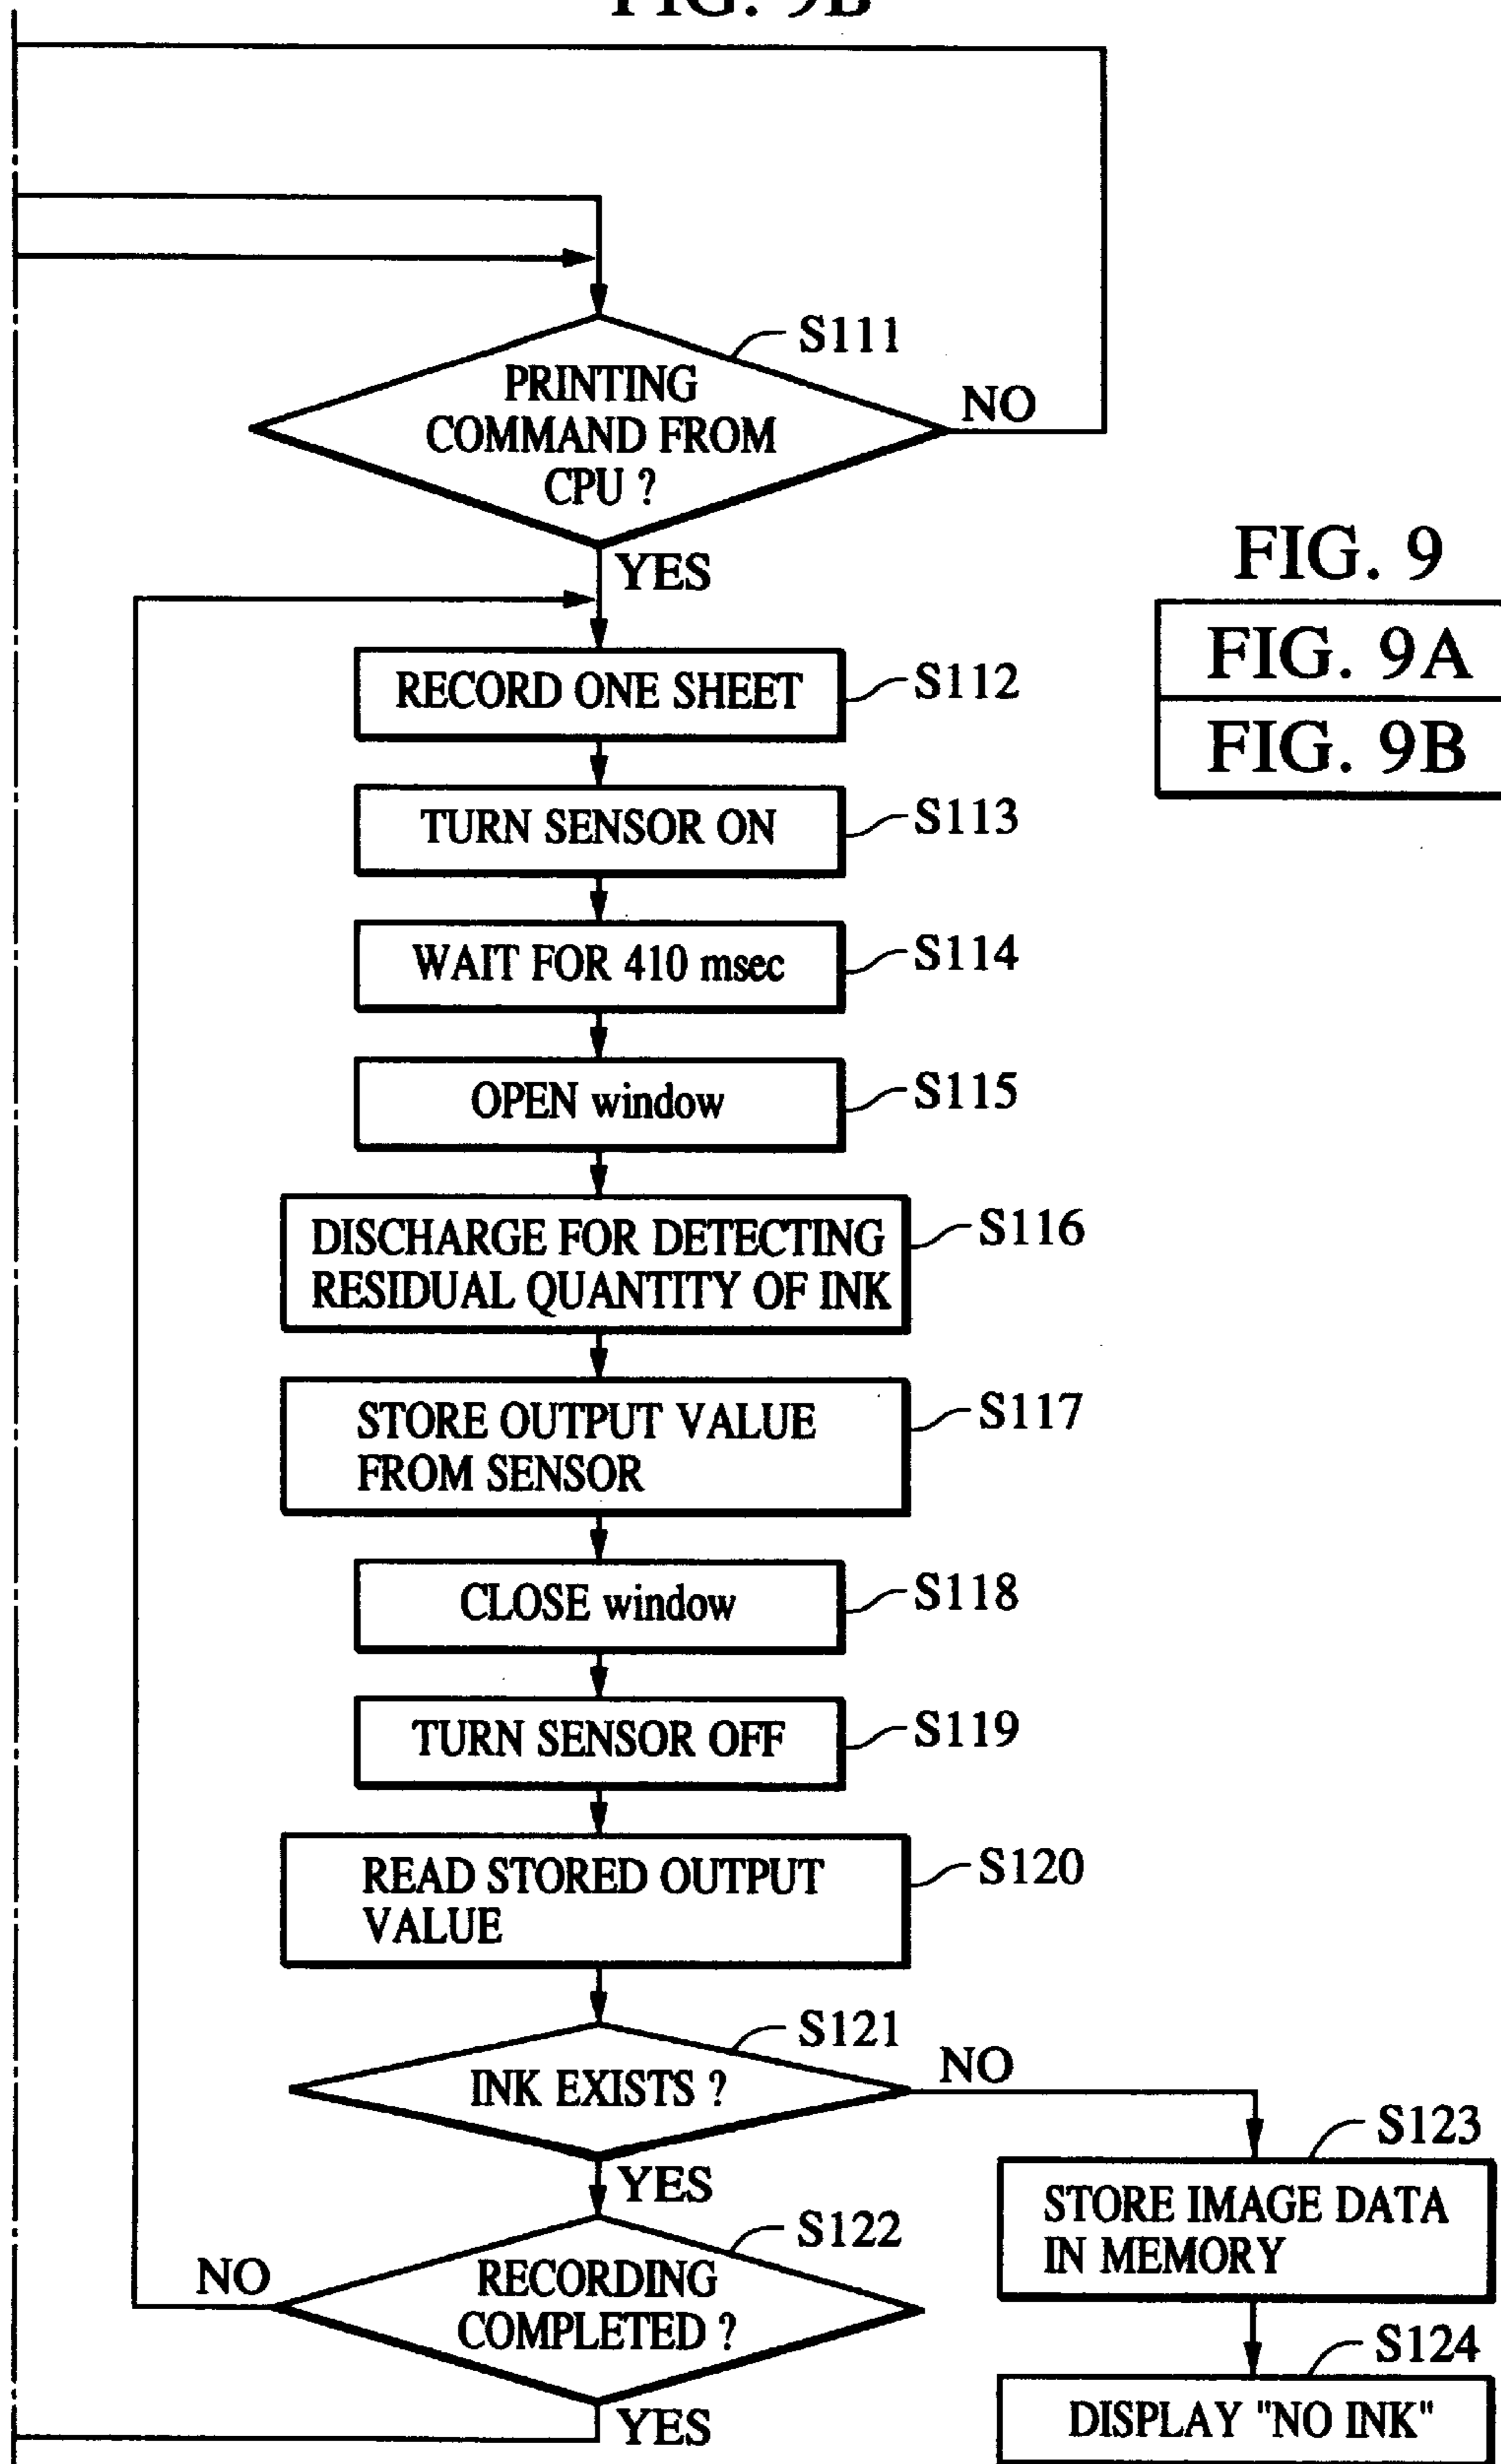 FIG. 9B
S111
PRINTING
COMMAND FROM
CPU ?
NO
YES
FIG. 9
FIG. 9A
FIG. 9B
RECORD ONE SHEET
S112
TURN SENSOR ON
S113
WAIT FOR 410 msec
S114
OPEN window
S115
DISCHARGE FOR DETECTING
RESIDUAL QUANTITY OF INK
S116
STORE OUTPUT VALUE
FROM SENSOR
S117
CLOSE window
S118
TURN SENSOR OFF
S119
READ STORED OUTPUT
VALUE
S120
S121
INK EXISTS ?
NO
YES
S122
RECORDING
COMPLETED ?
NO
YES
S123
STORE IMAGE DATA
IN MEMORY
S124
DISPLAY "NO INK"